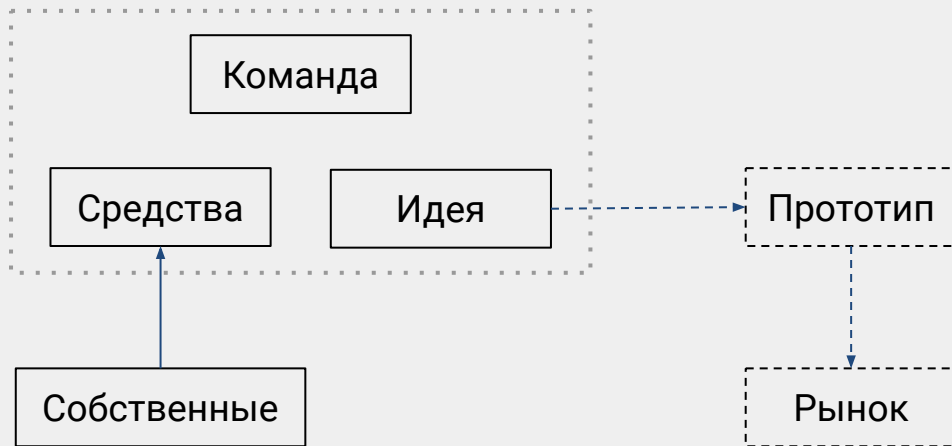 Команда
Средства
Идея
Прототип
Собственные
Рынок